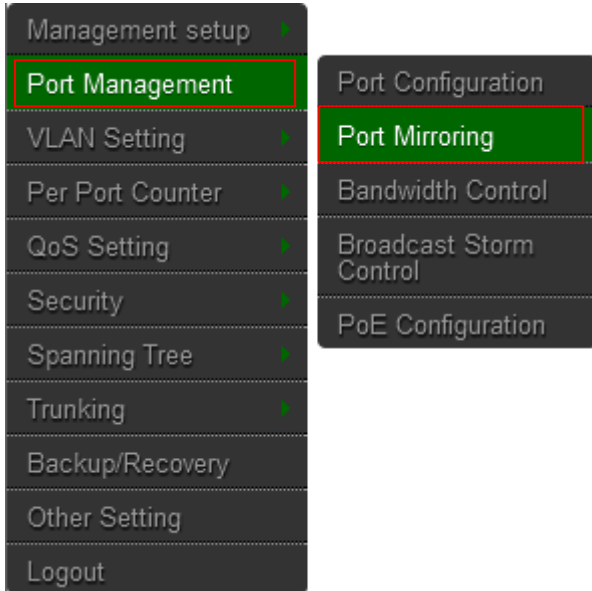 Management setup
Port Management
VLAN Setting
Per Port Counter
QoS Setting
Security
Spanning Tree
Trunking
Backup/Recovery
Other Setting
Logout
Port Configuration
Port Mirroring
Bandwidth Control
Broadcast Storm
Control
PoE Configuration